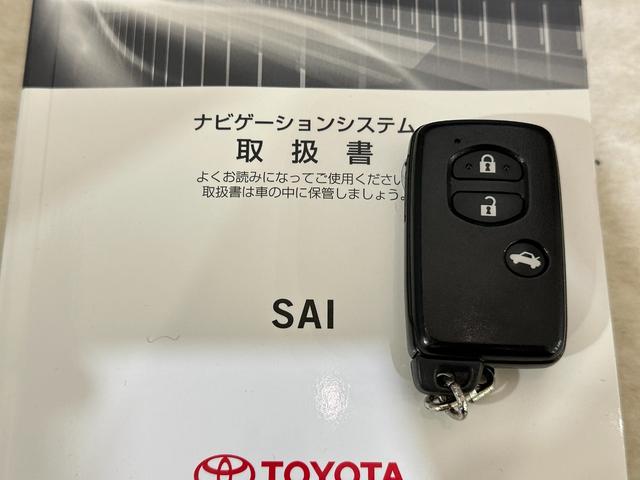 ナビゲーションシステム
取扱書
よくお読みになってご使用ください
取扱書は車の中に保管しましょう。
SAI
TOYOTA